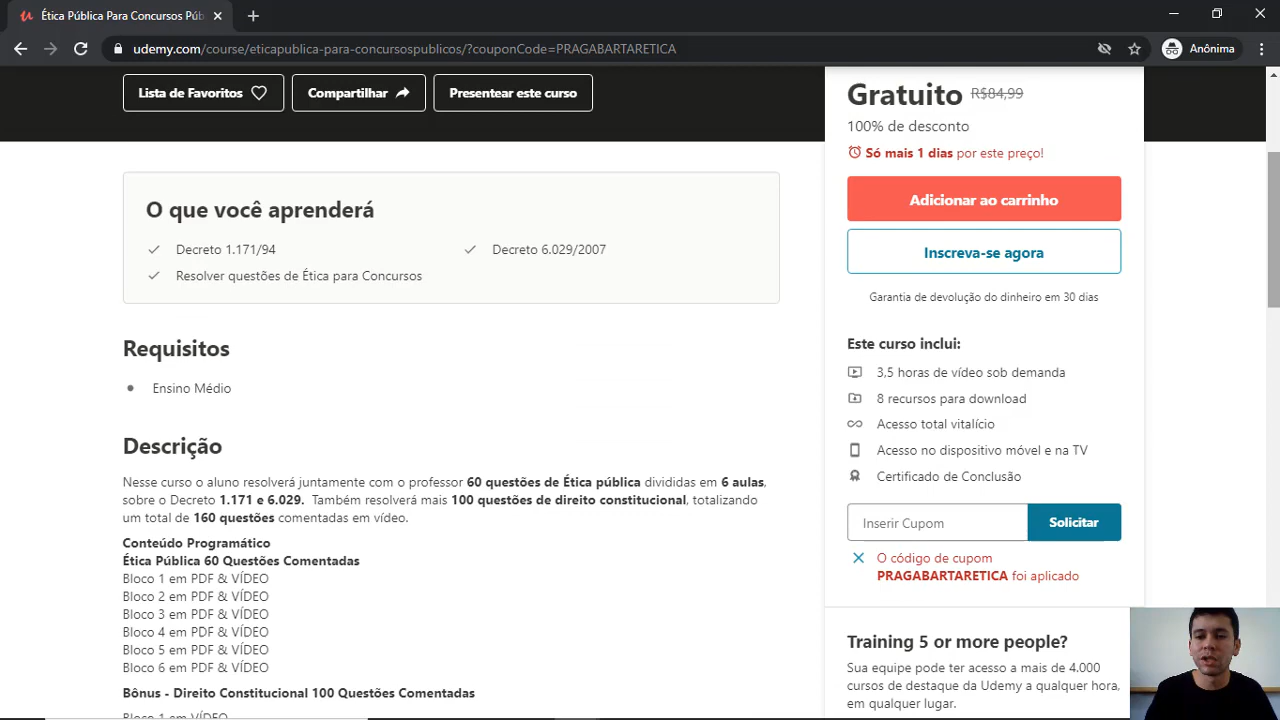 Ética Pública Para Concursos Púb
Anônima
udemy.com/course/eticapublica-para-concursospublicos/?couponCode=PRAGABARTARETICA
Lista de Favoritos
Compartilhar
Presentear este curso
O que você aprenderá
Decreto 1.171/94
Decreto 6.029/2007
Resolver questões de Ética para Concursos
Requisitos
Ensino Médio
Descrição
Nesse curso o aluno resolverá juntamente com o professor 60 questões de Ética pública divididas em 6 aulas,
sobre o Decreto 1.171 e 6.029. Também resolverá mais 100 questões de direito constitucional, totalizando
um total de 160 questões comentadas em vídeo.
Conteúdo Programático
Ética Pública 60 Questões Comentadas
Bloco 1 em PDF & VÍDEO
Bloco 2 em PDF & VÍDEO
Bloco 3 em PDF & VÍDEO
Bloco 4 em PDF & VÍDEO
Bloco 5 em PDF & VÍDEO
Bloco 6 em PDF & VÍDEO
Bônus - Direito Constitucional 100 Questões Comentadas
Bloco 1 em VÍDEO
Gratuito R$84,99
100% de desconto
Só mais 1 dias por este preço!
Adicionar ao carrinho
Inscreva-se agora
Garantia de devolução do dinheiro em 30 dias
Este curso inclui:
3,5 horas de vídeo sob demanda
8 recursos para download
Acesso total vitalício
Acesso no dispositivo móvel e na TV
Certificado de Conclusão
Inserir Cupom
Solicitar
O código de cupom
PRAGABARTARETICA foi aplicado
Training 5 or more people?
Sua equipe pode ter acesso a mais de 4.000
cursos de destaque da Udemy a qualquer hora,
em qualquer lugar.